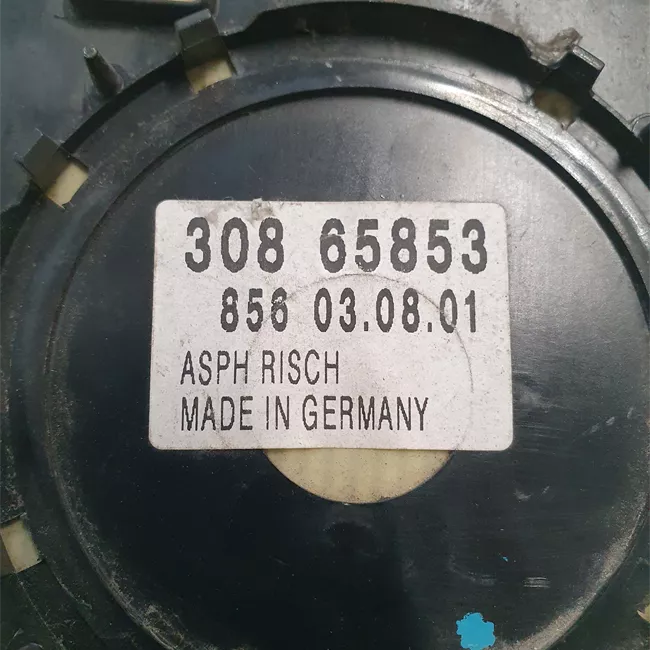 308 65853
856 03.08.01
ASPH RISCH
MADE IN GERMANY